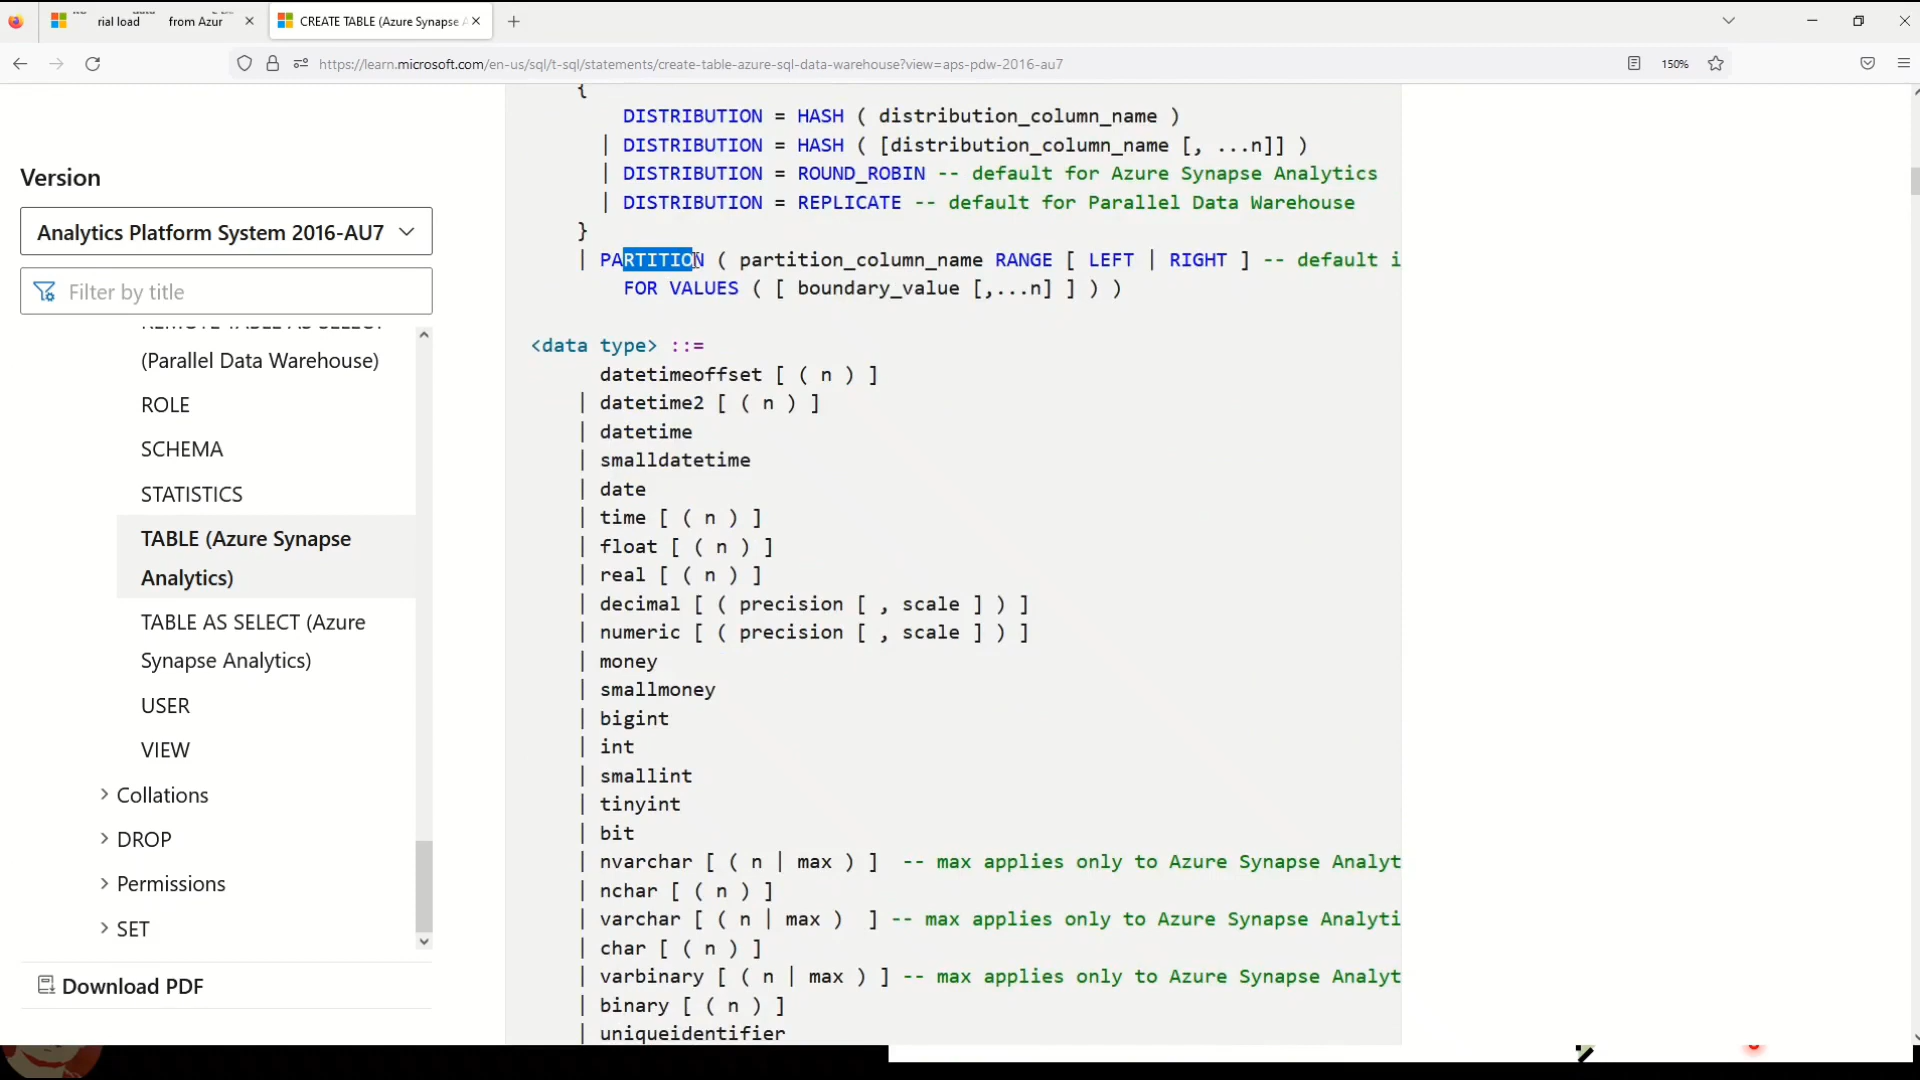 rial load from Azur
CREATE TABLE (Azure Synapse A
https://learn.microsoft.com/en-us/sql/t-sql/statements/create-table-azure-sql-data-warehouse?view=aps-pdw-2016-au7
150%
Version
Analytics Platform System 2016-AU7
Filter by title
REMOTE TABLE AS SELECT
(Parallel Data Warehouse)
ROLE
SCHEMA
STATISTICS
TABLE (Azure Synapse
Analytics)
TABLE AS SELECT (Azure
Synapse Analytics)
USER
VIEW
Collations
DROP
Permissions
SET
Download PDF
{
DISTRIBUTION = HASH ( distribution_column_name )
| DISTRIBUTION = HASH ( [distribution_column_name [, ...n]] )
| DISTRIBUTION = ROUND_ROBIN -- default for Azure Synapse Analytics
| DISTRIBUTION = REPLICATE -- default for Parallel Data Warehouse
}
| PARTITION ( partition_column_name RANGE [ LEFT | RIGHT ] -- default i
FOR VALUES ( [ boundary_value [,...n] ] ) )
<data type> ::=
datetimeoffset [ ( n ) ]
| datetime2 [ ( n ) ]
| datetime
| smalldatetime
| date
| time [ ( n ) ]
| float [ ( n ) ]
| real [ ( n ) ]
| decimal [ ( precision [ , scale ] ) ]
| numeric [ ( precision [ , scale ] ) ]
| money
| smallmoney
| bigint
| int
| smallint
| tinyint
| bit
| nvarchar [ ( n | max ) ] -- max applies only to Azure Synapse Analyt
| nchar [ ( n ) ]
| varchar [ ( n | max ) ] -- max applies only to Azure Synapse Analyti
| char [ ( n ) ]
| varbinary [ ( n | max ) ] -- max applies only to Azure Synapse Analyt
| binary [ ( n ) ]
| uniqueidentifier